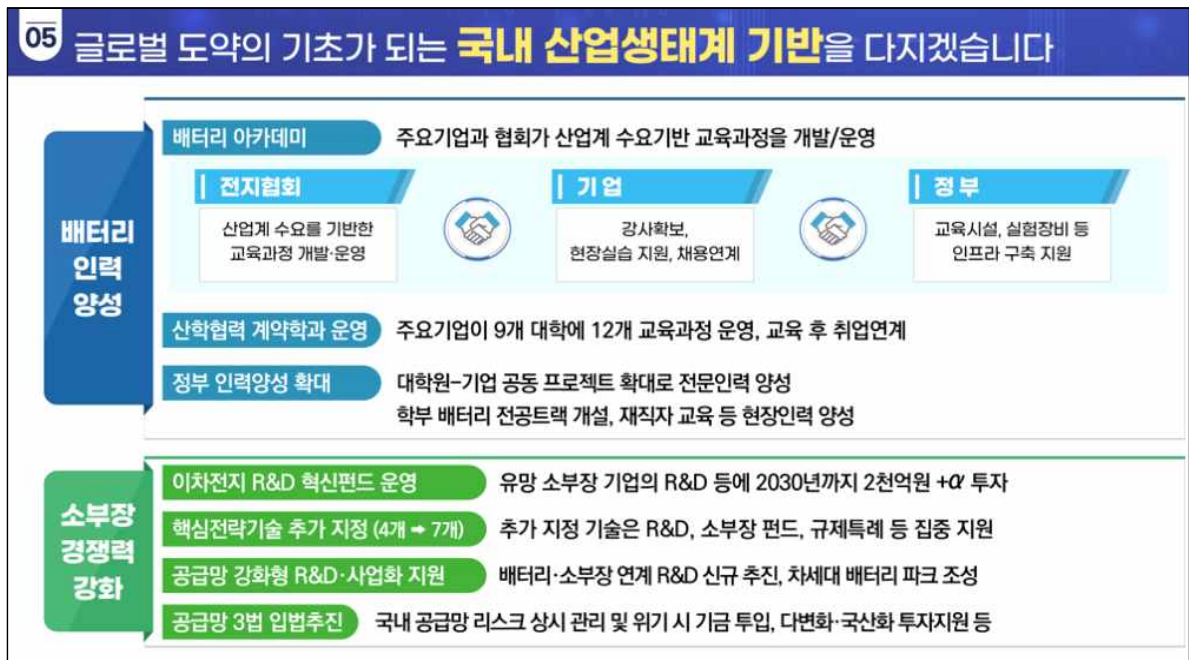 05 글로벌 도약의 기초가 되는 국내 산업생태계 기반을 다지겠습니다
배터리
인력
양성
배터리 아카데미 주요기업과 협회가 산업계 수요기반 교육과정을 개발/운영
전지협회
산업계 수요를 기반한
교육과정 개발·운영
기업
강사확보,
현장실습 지원, 채용연계
정부
교육시설, 실험장비 등
인프라 구축 지원
산학협력 계약학과 운영 주요기업이 9개 대학에 12개 교육과정 운영, 교육 후 취업연계
정부 인력양성 확대 대학원-기업 공동 프로젝트 확대로 전문인력 양성
학부 배터리 전공트랙 개설, 재직자 교육 등 현장인력 양성
소부장
경쟁력
강화
이차전지 R&D 혁신펀드 운영 유망 소부장 기업의 R&D 등에 2030년까지 2천억원 +α 투자
핵심전략기술 추가 지정 (4개 ➡ 7개) 추가 지정 기술은 R&D, 소부장 펀드, 규제특례 등 집중 지원
공급망 강화형 R&D·사업화 지원 배터리·소부장 연계 R&D 신규 추진, 차세대 배터리 파크 조성
공급망 3법 입법추진 국내 공급망 리스크 상시 관리 및 위기 시 기금 투입, 다변화·국산화 투자지원 등